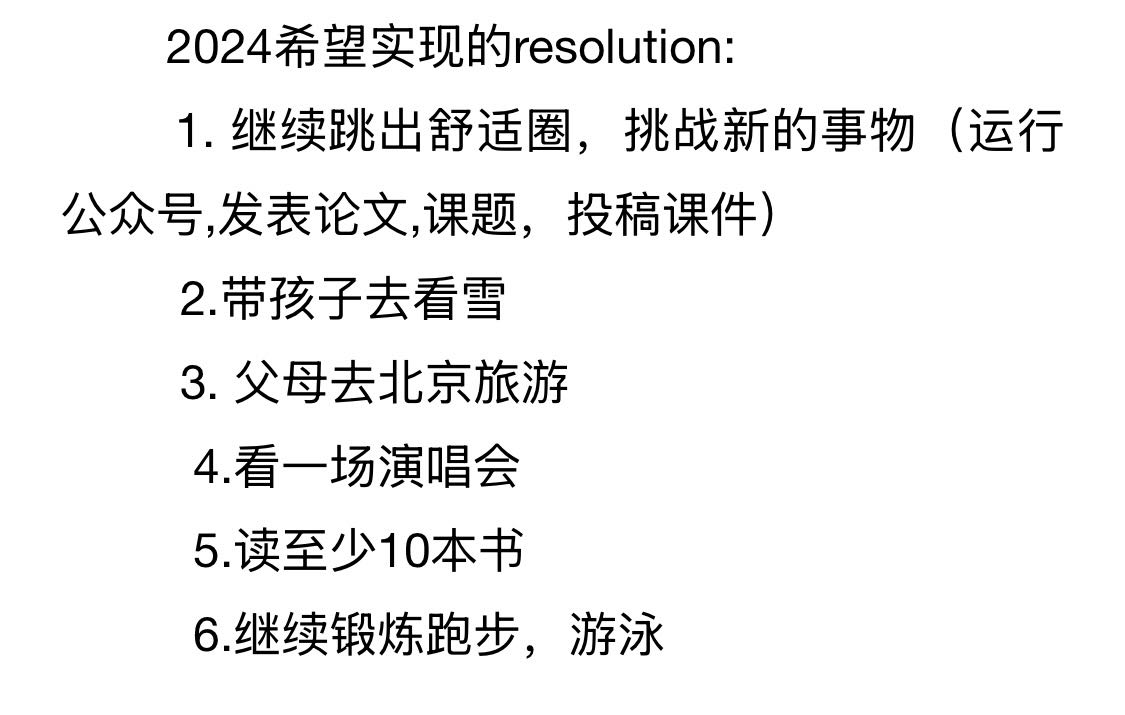 2024希望实现的resolution:
1. 继续跳出舒适圈，挑战新的事物（运行
公众号,发表论文,课题，投稿课件）
2.带孩子去看雪
3. 父母去北京旅游
4.看一场演唱会
5.读至少10本书
6.继续锻炼跑步，游泳